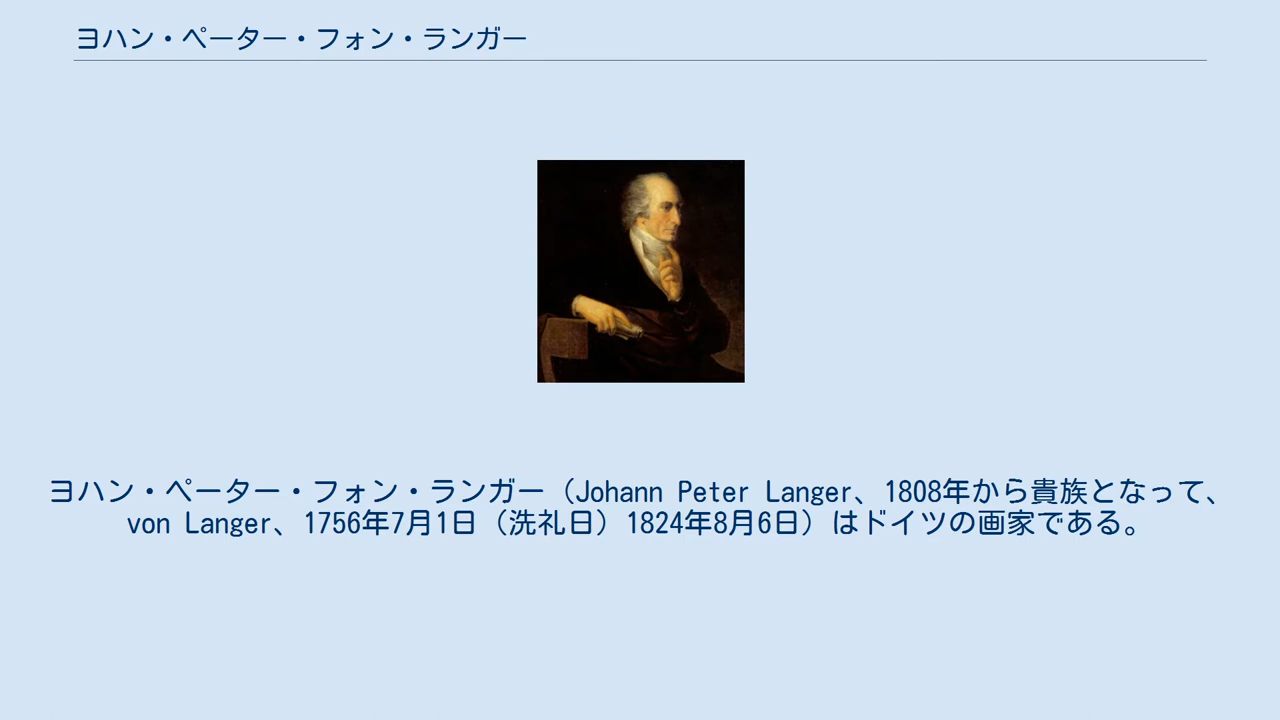 ヨハン・ペーター・フォン・ランガー
ヨハン・ペーター・フォン・ランガー（Johann Peter Langer、1808年から貴族となって、
von Langer、1756年7月1日（洗礼日）1824年8月6日）はドイツの画家である。